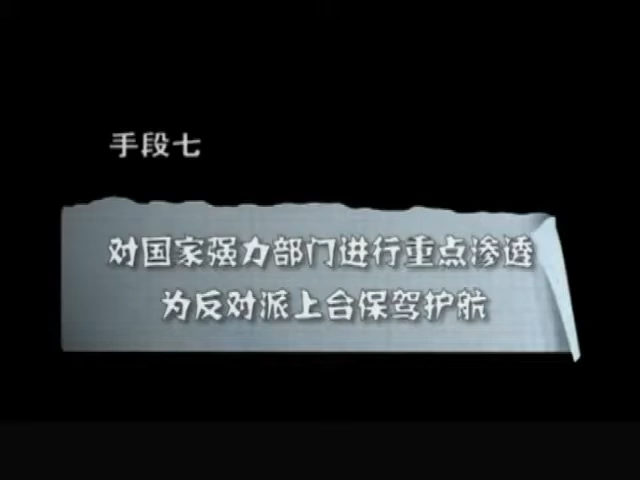 手段七
对国家强力部门进行重点渗透
为反对派上台保驾护航